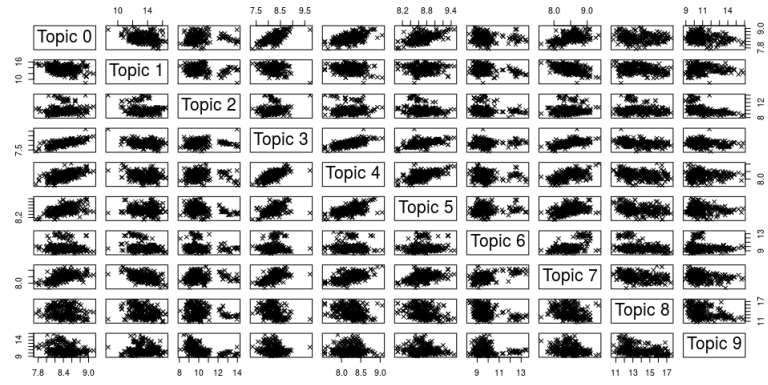 10 14 7.5 8.5 9.5 8.2 8.8 9.4 8.0 9.0 9 11 14
Topic 0 7.8 9.0
10 16 Topic 1
Topic 2 8 12
7.5 Topic 3
Topic 4 8.0
8.2 Topic 5
Topic 6 9 13
8.0 Topic 7
Topic 8 11 17
9 14 Topic 9
7.8 8.4 9.0 8 10 12 14 8.0 8.5 9.0 9 11 13 11 13 15 17